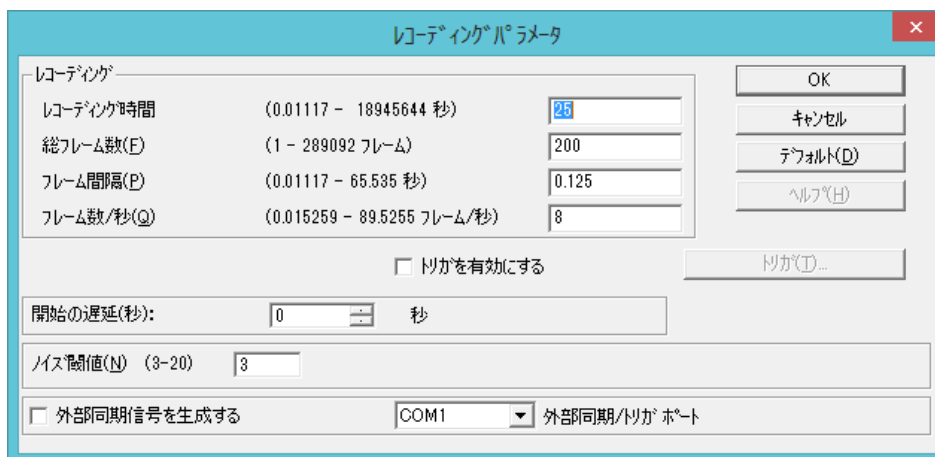 レコーディングパラメータ
×
レコーディング
レコーディング時間 (0.01117 - 18945644 秒) 25
総フレーム数(F) (1 - 289092 フレーム) 200
フレーム間隔(P) (0.01117 - 65.535 秒) 0.125
フレーム数/秒(Q) (0.015259 - 89.5255 フレーム/秒) 8
OK
キャンセル
デフォルト(D)
ヘルプ(H)
トリガを有効にする
トリガ(T)...
開始の遅延(秒): 0 秒
ノイズ閾値(N) (3-20) 3
外部同期信号を生成する COM1 外部同期/トリガ ポート